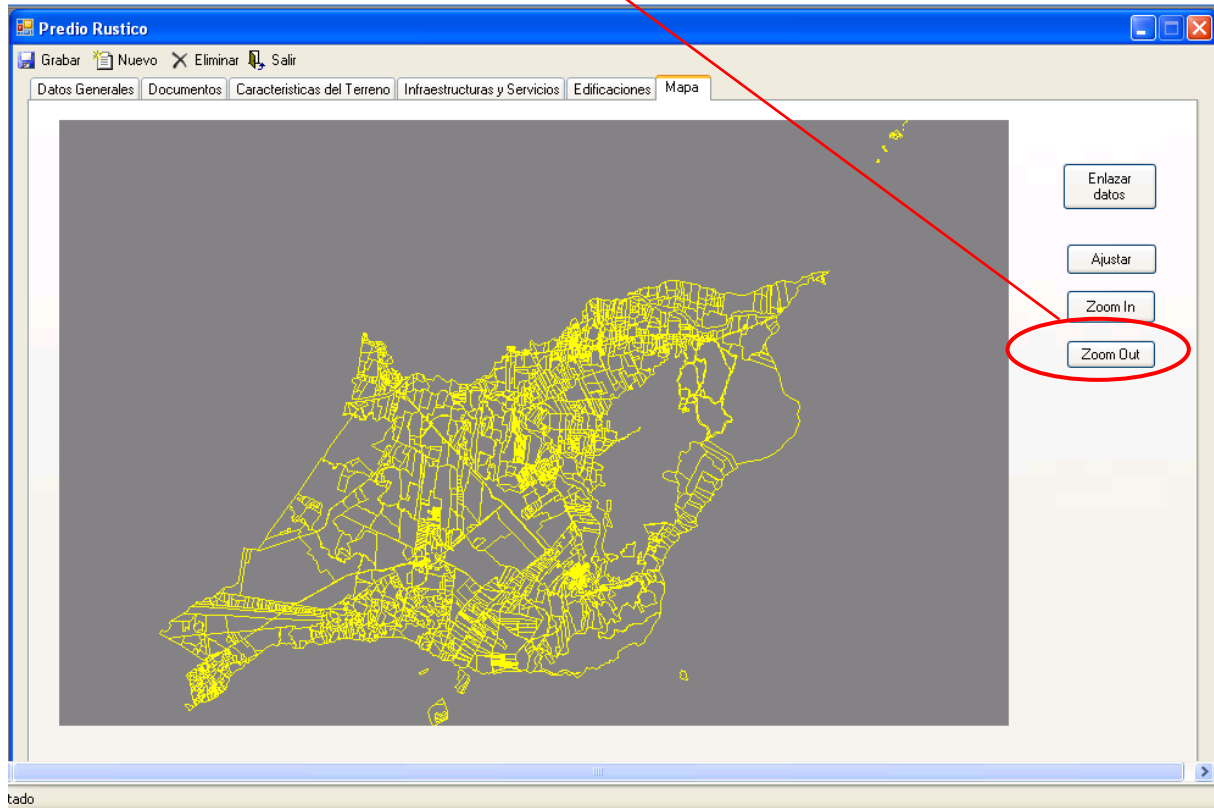 Predio Rustico
Grabar Nuevo Eliminar Salir
Datos Generales Documentos Caracteristicas del Terreno Infraestructuras y Servicios Edificaciones Mapa
Enlazar
datos
Ajustar
Zoom In
Zoom Out
tado